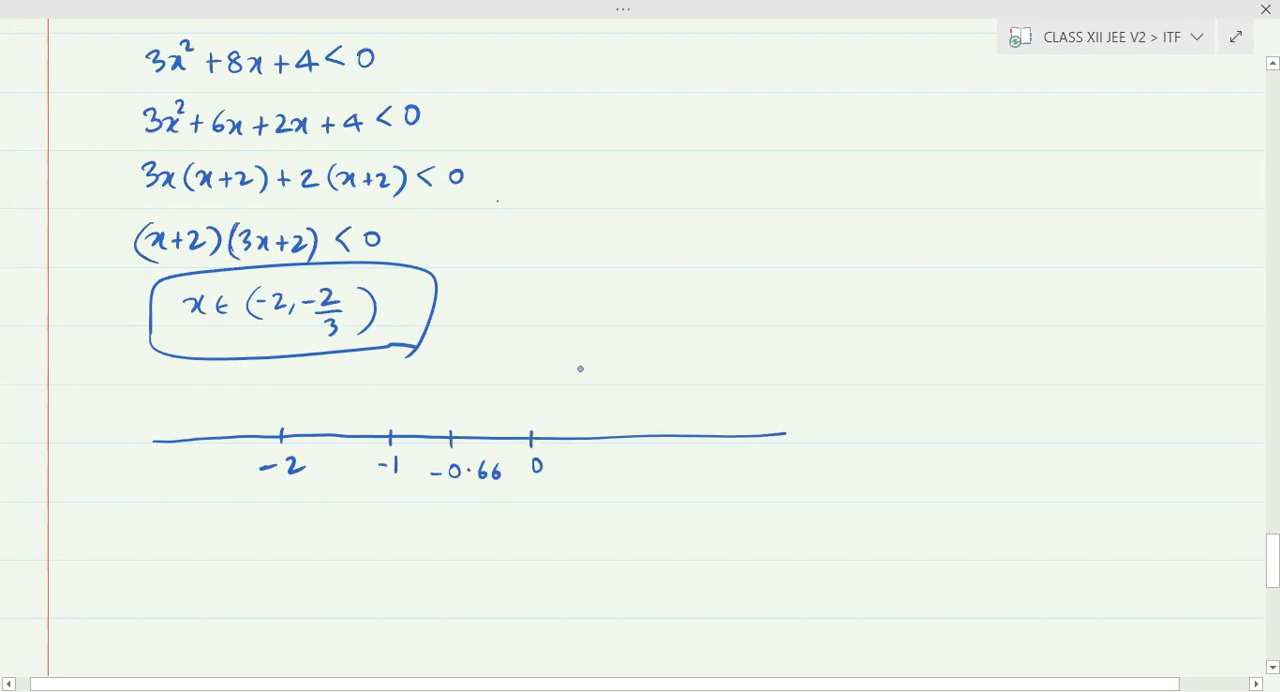 CLASS XII JEE V2 > ITF
3x² + 8x + 4 < 0
3x² + 6x + 2x + 4 < 0
3x(x+2) + 2(x+2) < 0
(x+2)(3x+2) < 0
x ∈ (-2, -2/3)
-2 -1 -0.66 0